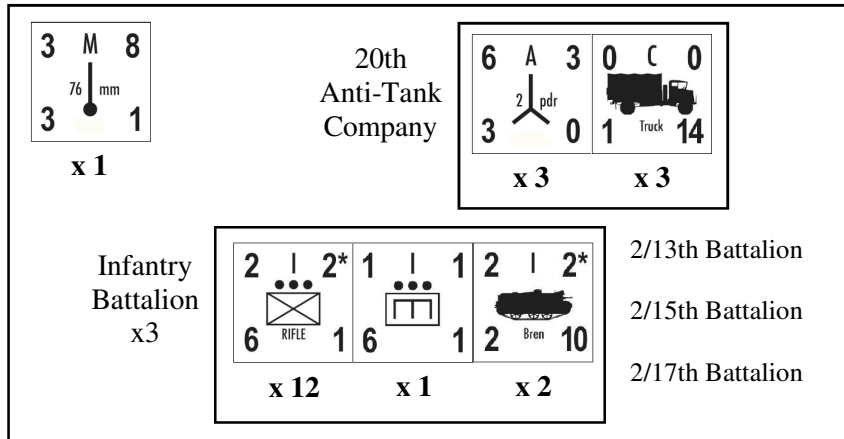 3 M 8
76 mm
3 1
x 1
20th
Anti-Tank
Company
6 A 3
2 pdr
3 0
x 3
0 C 0
Truck
1 14
x 3
Infantry
Battalion
x3
2 I 2*
RIFLE
6 1
x 12
1 I 1
6 1
x 1
2 I 2*
Bren
2 10
x 2
2/13th Battalion
2/15th Battalion
2/17th Battalion